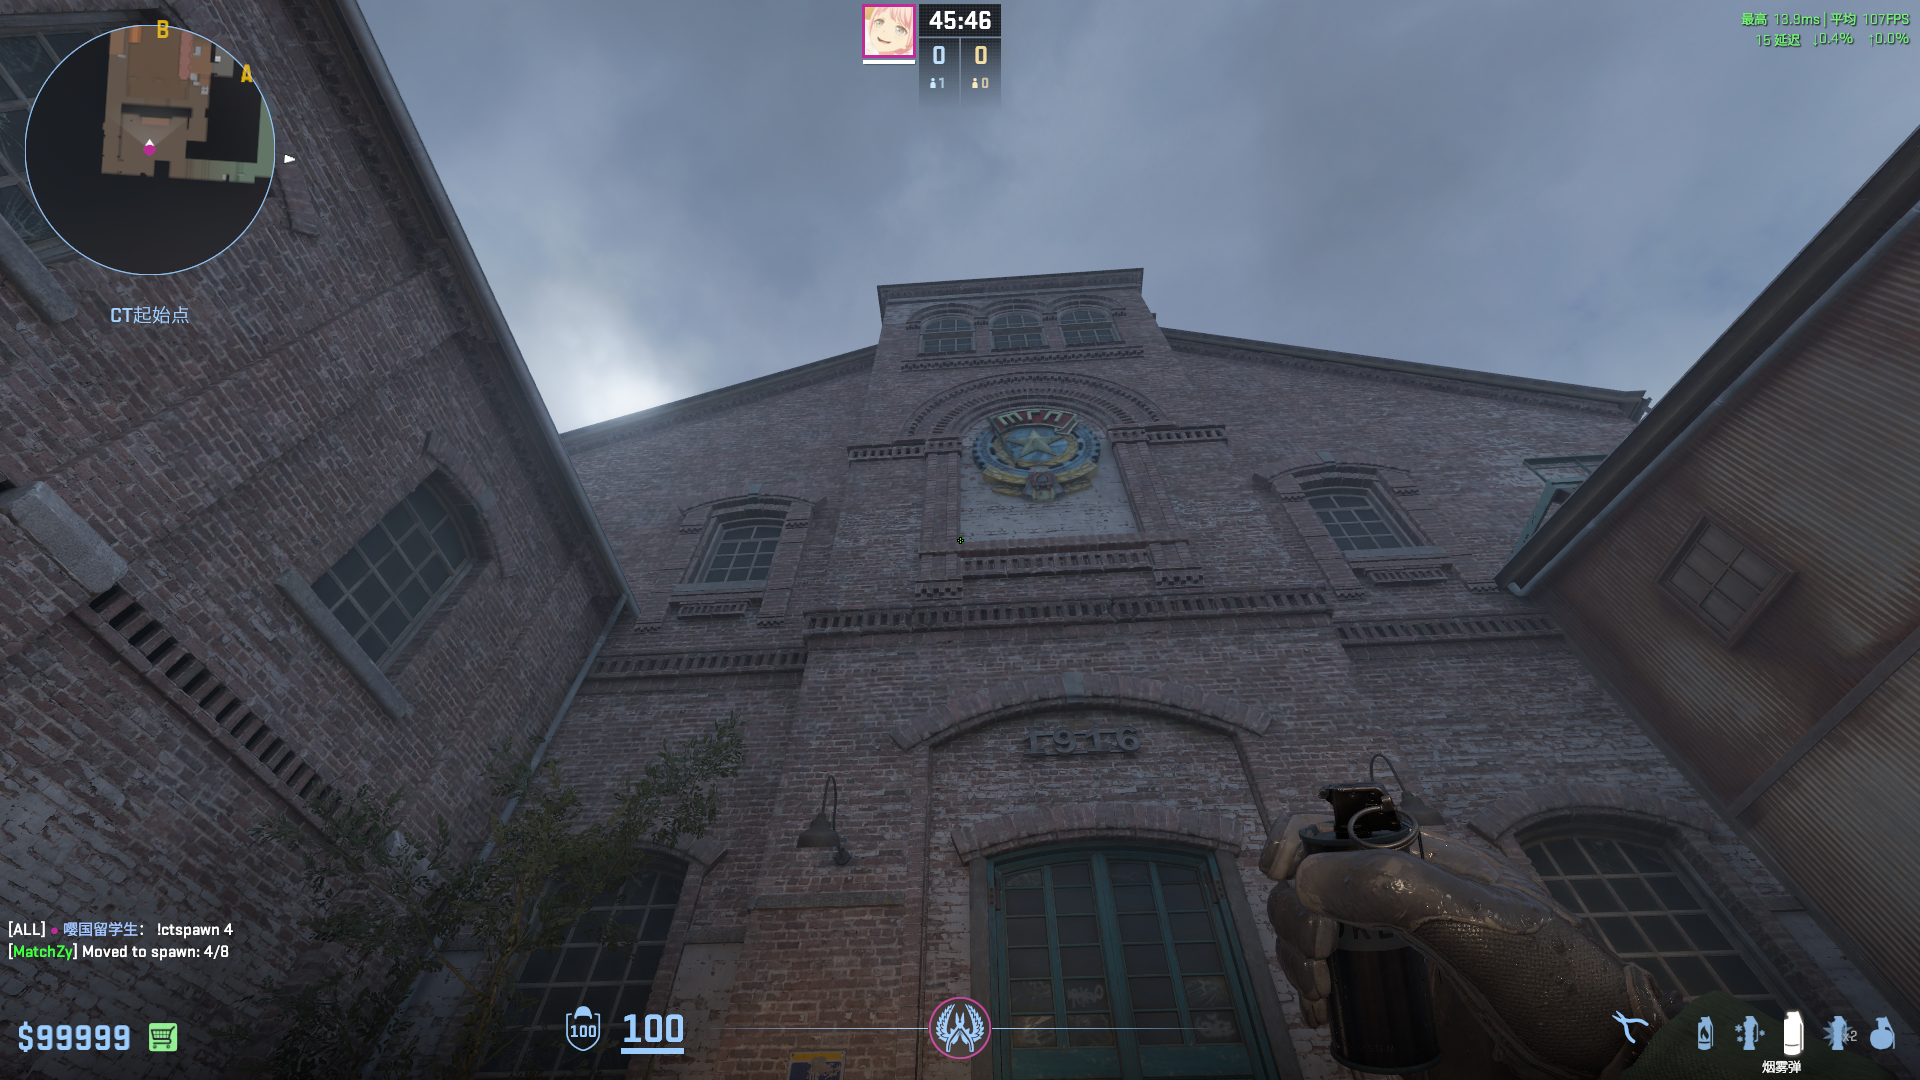 B
A
45:46
0 0
1 0
最高 13.9ms | 平均 107FPS
15 延迟 ↓0.4% ↑0.0%
CT起始点
1916
[ALL] 嘤国留学生： !ctspawn 4
[MatchZy] Moved to spawn: 4/8
$99999
100
100
x2
烟雾弹